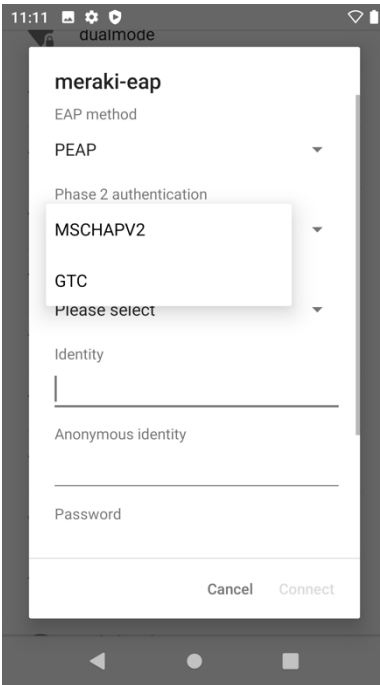 11:11
dualmode
meraki-eap
EAP method
PEAP
Phase 2 authentication
MSCHAPV2
GTC
Please select
Identity
Anonymous identity
Password
Cancel Connect